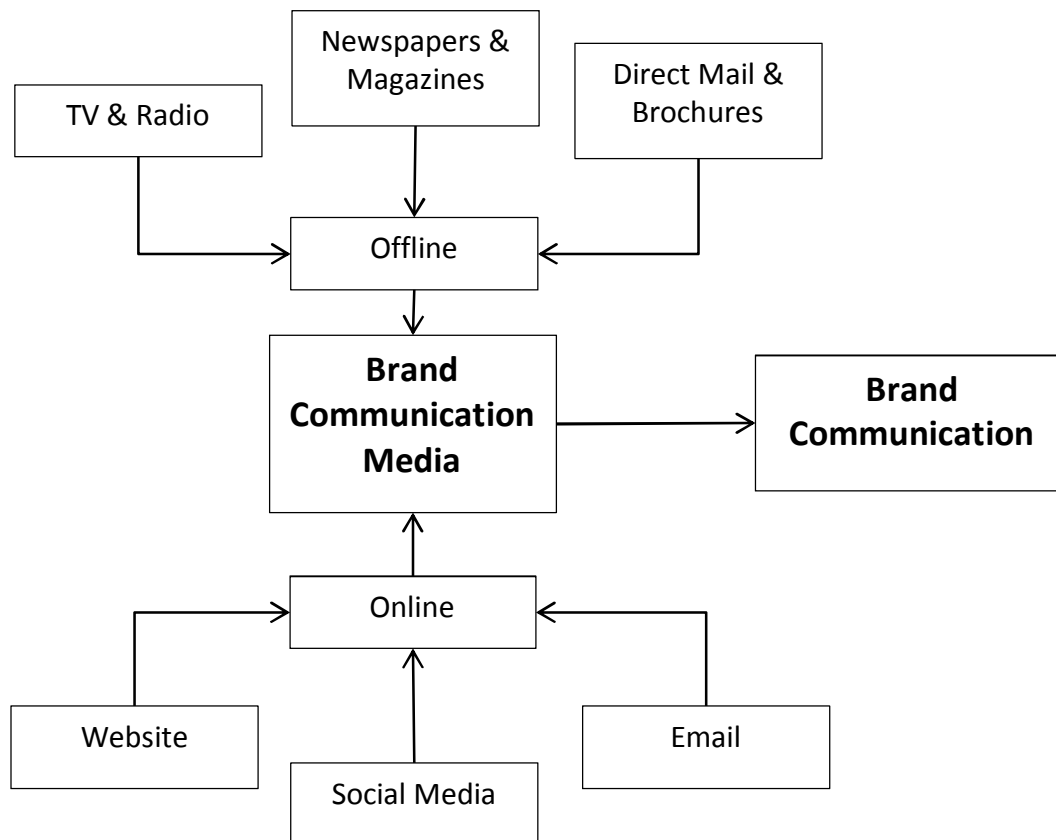 Newspapers &
Magazines
Direct Mail &
Brochures
TV & Radio
Offline
Brand
Communication
Media
Brand
Communication
Online
Website
Email
Social Media